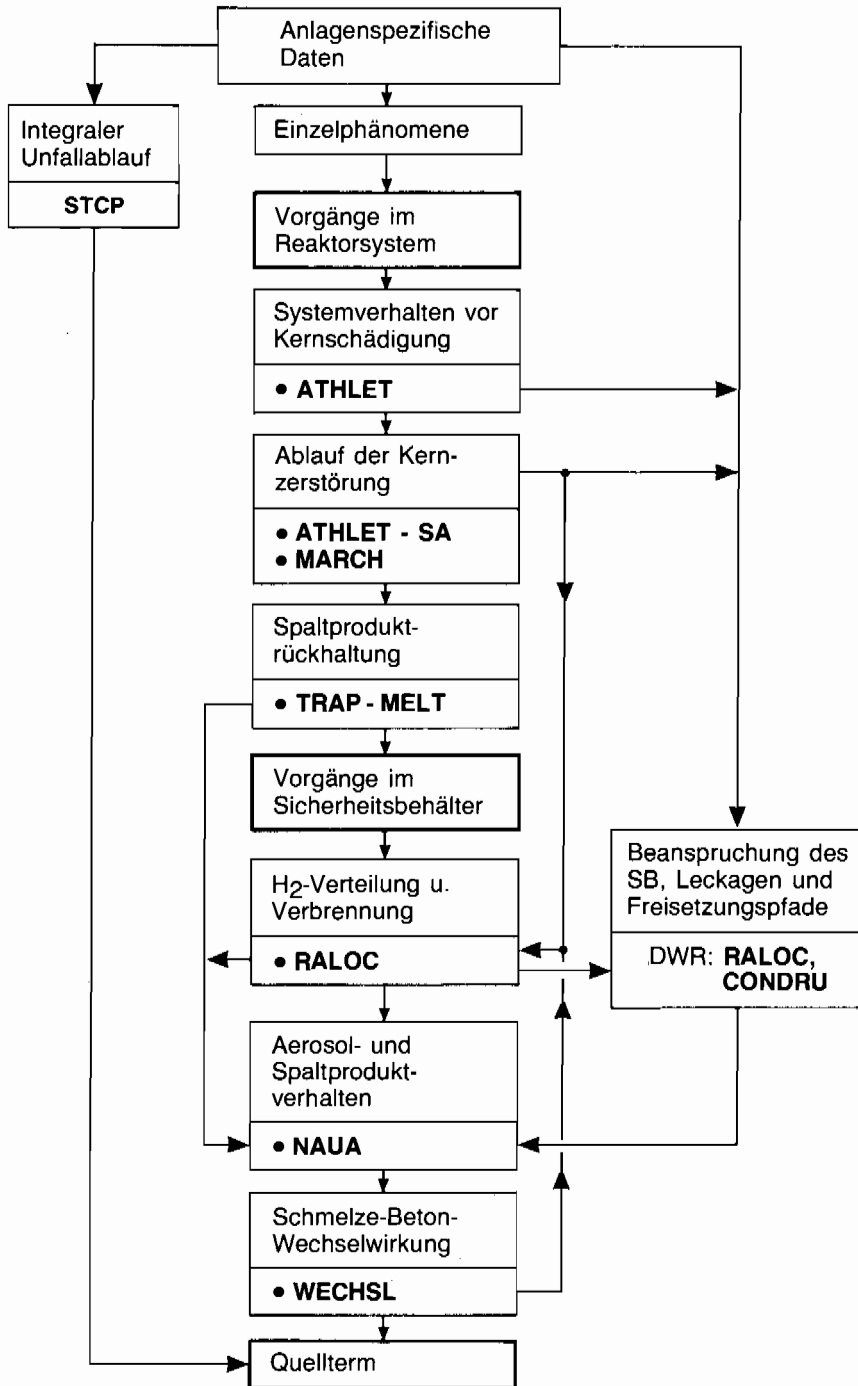 Anlagenspezifische
Daten
Integraler
Unfallablauf
STCP
Einzelphänomene
Vorgänge im
Reaktorsystem
Systemverhalten vor
Kernschädigung
• ATHLET
Ablauf der Kern-
zerstörung
• ATHLET - SA
• MARCH
Spaltprodukt-
rückhaltung
• TRAP - MELT
Vorgänge im
Sicherheitsbehälter
H2-Verteilung u.
Verbrennung
• RALOC
Beanspruchung des
SB, Leckagen und
Freisetzungspfade
DWR: RALOC,
CONDRU
Aerosol- und
Spaltprodukt-
verhalten
• NAUA
Schmelze-Beton-
Wechselwirkung
• WECHSL
Quellterm